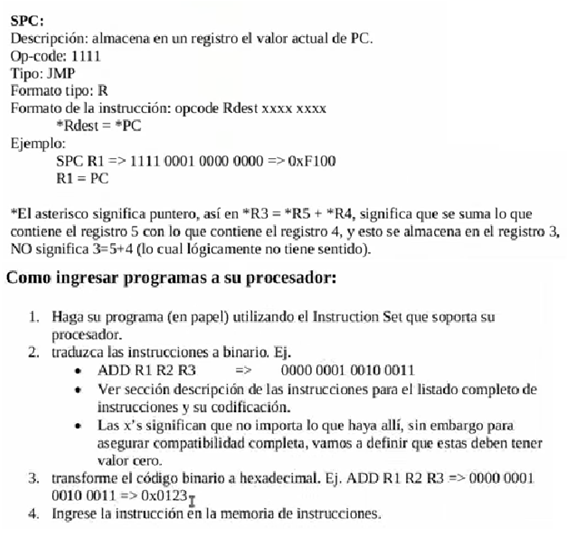 SPC:
Descripción: almacena en un registro el valor actual de PC.
Op-code: 1111
Tipo: JMP
Formato tipo: R
Formato de la instrucción: opcode Rdest xxxx xxxx
*Rdest = *PC
Ejemplo:
SPC R1 => 1111 0001 0000 0000 => 0xF100
R1 = PC
*El asterisco significa puntero, así en *R3 = *R5 + *R4, significa que se suma lo que
contiene el registro 5 con lo que contiene el registro 4, y esto se almacena en el registro 3,
NO significa 3=5+4 (lo cual lógicamente no tiene sentido).
Como ingresar programas a su procesador:
1. Haga su programa (en papel) utilizando el Instruction Set que soporta su
procesador.
2. traduzca las instrucciones a binario. Ej.
• ADD R1 R2 R3 => 0000 0001 0010 0011
• Ver sección descripción de las instrucciones para el listado completo de
instrucciones y su codificación.
• Las x's significan que no importa lo que haya allí, sin embargo para
asegurar compatibilidad completa, vamos a definir que estas deben tener
valor cero.
3. transforme el código binario a hexadecimal. Ej. ADD R1 R2 R3 => 0000 0001
0010 0011 => 0x0123
4. Ingrese la instrucción en la memoria de instrucciones.